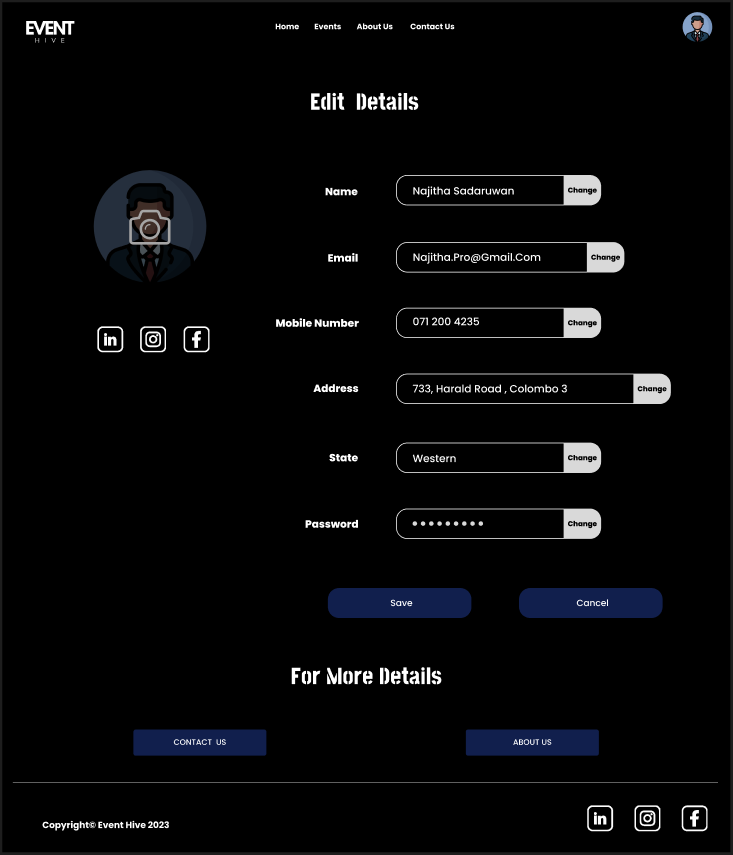 EVENT
HIVE
Home Events About Us Contact Us
Edit Details
Name Najitha Sadaruwan Change
Email Najitha.Pro@Gmail.Com Change
Mobile Number 071 200 4235 Change
in
Address 733, Harald Road , Colombo 3 Change
State Western Change
Password ●●●●●●●●● Change
Save Cancel
For More Details
CONTACT US ABOUT US
Copyright© Event Hive 2023
in